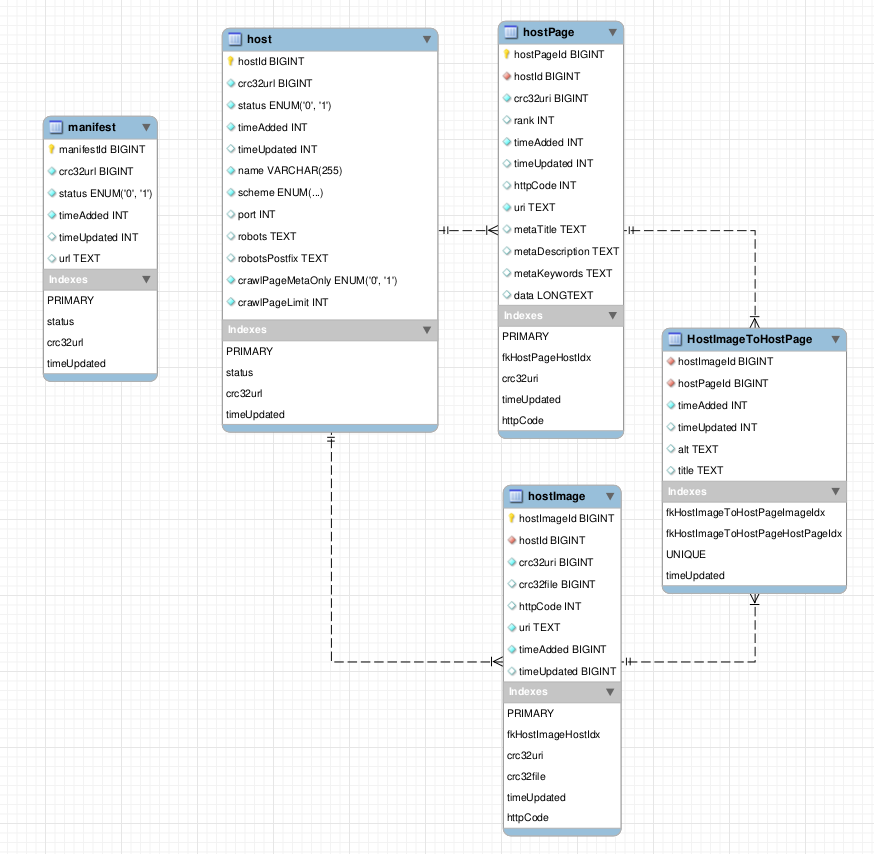 manifest
manifestId BIGINT
crc32url BIGINT
status ENUM('0', '1')
timeAdded INT
timeUpdated INT
url TEXT
Indexes
PRIMARY
status
crc32url
timeUpdated
host
hostId BIGINT
crc32url BIGINT
status ENUM('0', '1')
timeAdded INT
timeUpdated INT
name VARCHAR(255)
scheme ENUM(...)
port INT
robots TEXT
robotsPostfix TEXT
crawlPageMetaOnly ENUM('0', '1')
crawlPageLimit INT
Indexes
PRIMARY
status
crc32url
timeUpdated
hostPage
hostPageId BIGINT
hostId BIGINT
crc32uri BIGINT
rank INT
timeAdded INT
timeUpdated INT
httpCode INT
uri TEXT
metaTitle TEXT
metaDescription TEXT
metaKeywords TEXT
data LONGTEXT
Indexes
PRIMARY
fkHostPageHostIdx
crc32uri
timeUpdated
httpCode
HostImageToHostPage
hostImageId BIGINT
hostPageId BIGINT
timeAdded INT
timeUpdated INT
alt TEXT
title TEXT
Indexes
fkHostImageToHostPageImageIdx
fkHostImageToHostPageHostPageIdx
UNIQUE
timeUpdated
hostImage
hostImageId BIGINT
hostId BIGINT
crc32uri BIGINT
crc32file BIGINT
httpCode INT
uri TEXT
timeAdded BIGINT
timeUpdated BIGINT
Indexes
PRIMARY
fkHostImageHostIdx
crc32uri
crc32file
timeUpdated
httpCode